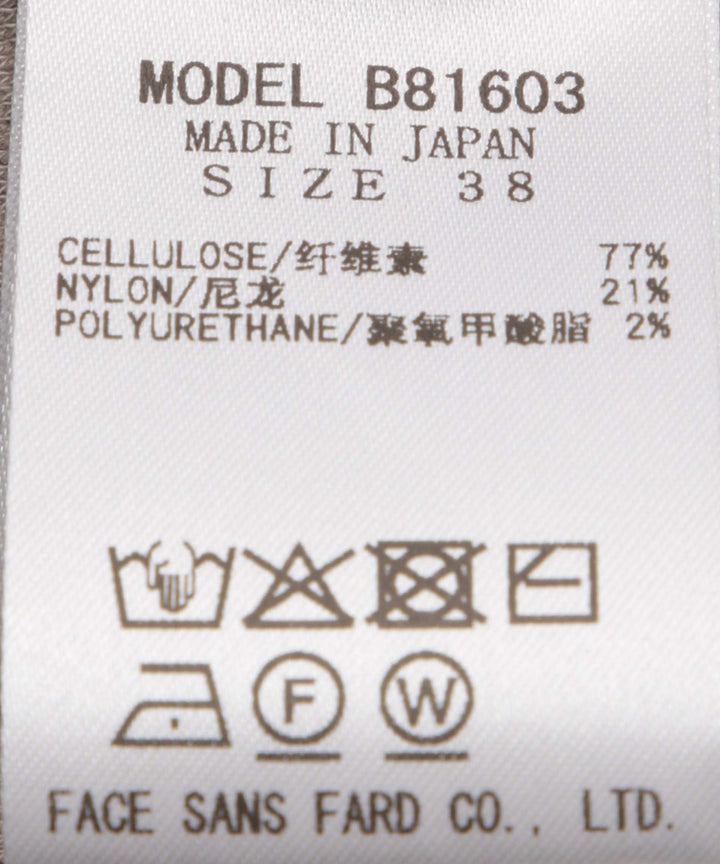 MODEL B81603
MADE IN JAPAN
SIZE 38
CELLULOSE/纤维素 77%
NYLON/尼龙 21%
POLYURETHANE/聚氨甲酸脂 2%
F W
FACE SANS FARD CO., LTD.